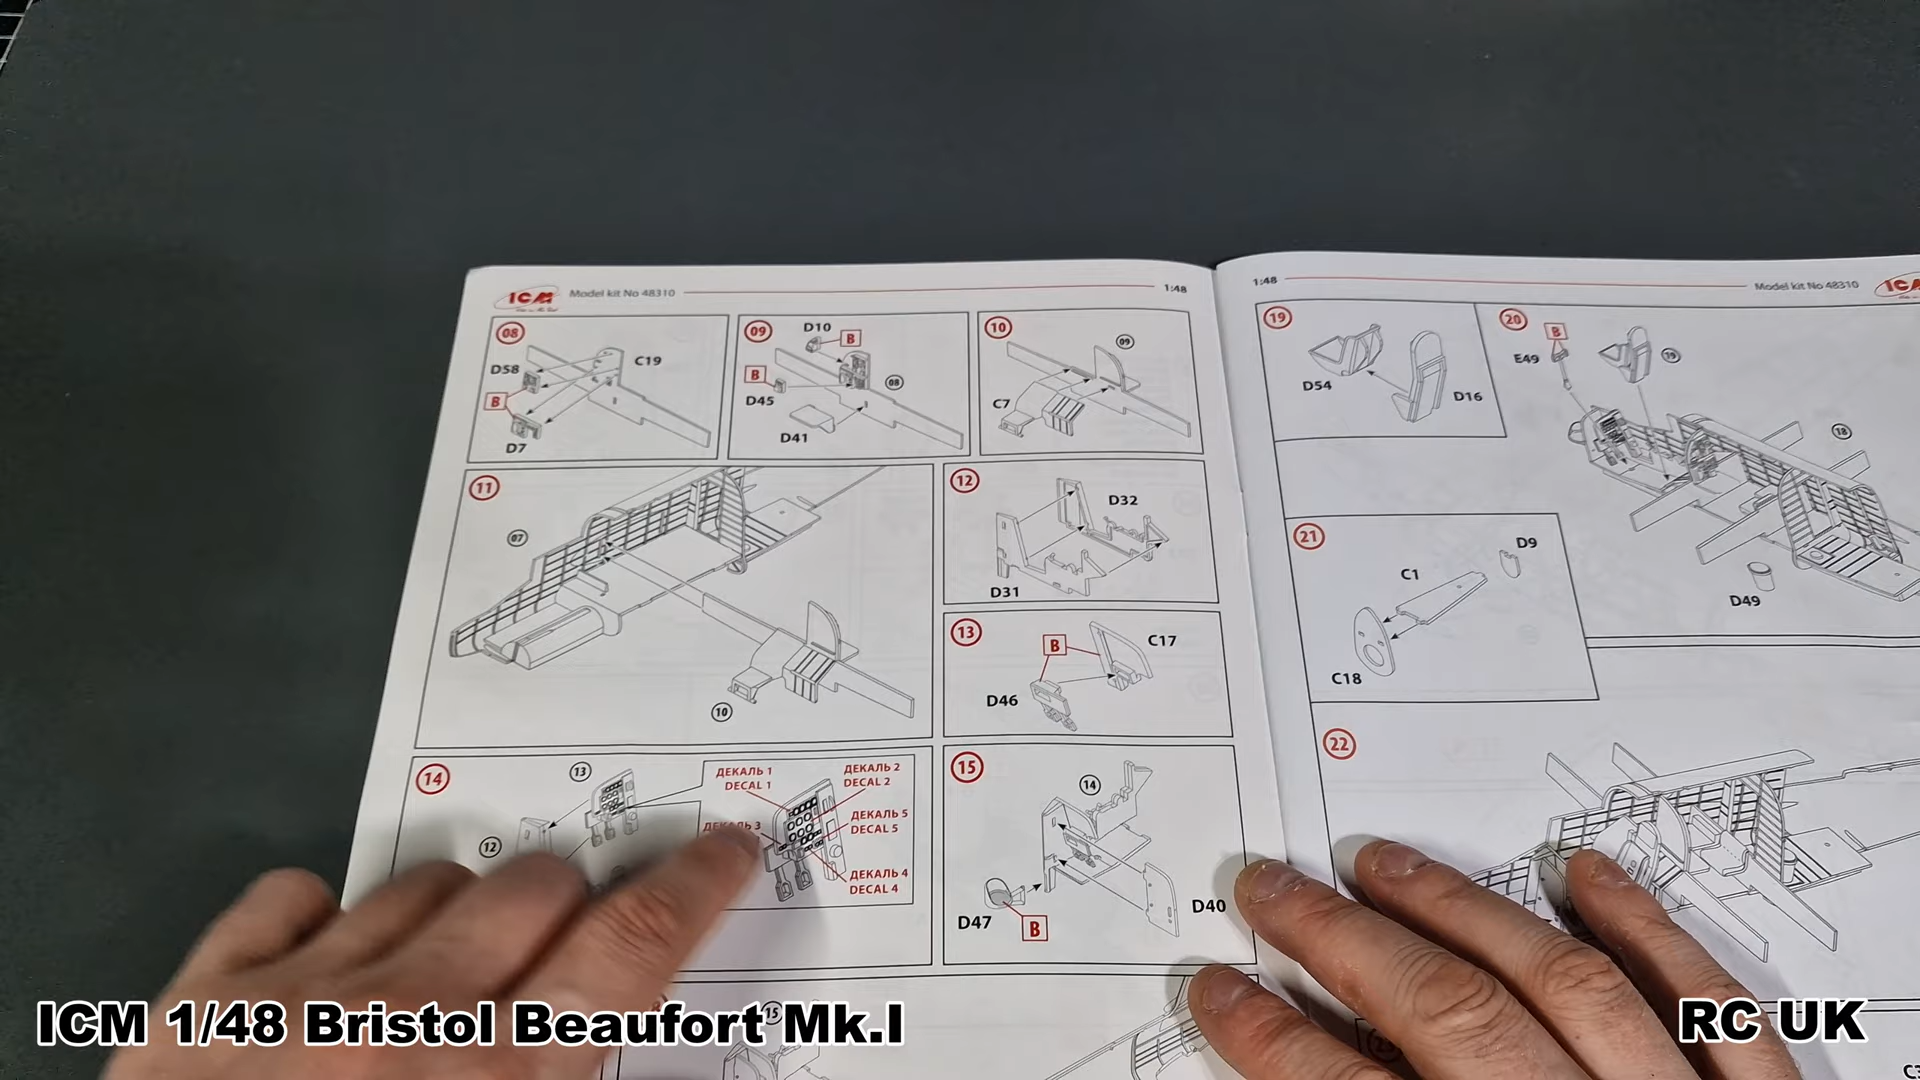 ICM Model kit No 48310 1:48
08
D58
C19
B
D7
09
D10
B
B
D45
08
D41
10
09
C7
11
07
10
12
D32
D31
13
B
C17
D46
14
13
12
ДЕКАЛЬ 1
DECAL 1
ДЕКАЛЬ 2
DECAL 2
ДЕКАЛЬ 3
ДЕКАЛЬ 5
DECAL 5
ДЕКАЛЬ 4
DECAL 4
15
14
D47
B
D40
15
1:48 Model kit No 48310
19
D54
D16
20
B
E49
19
18
D49
21
D9
C1
C18
22
ICM 1/48 Bristol Beaufort Mk.I
RC UK